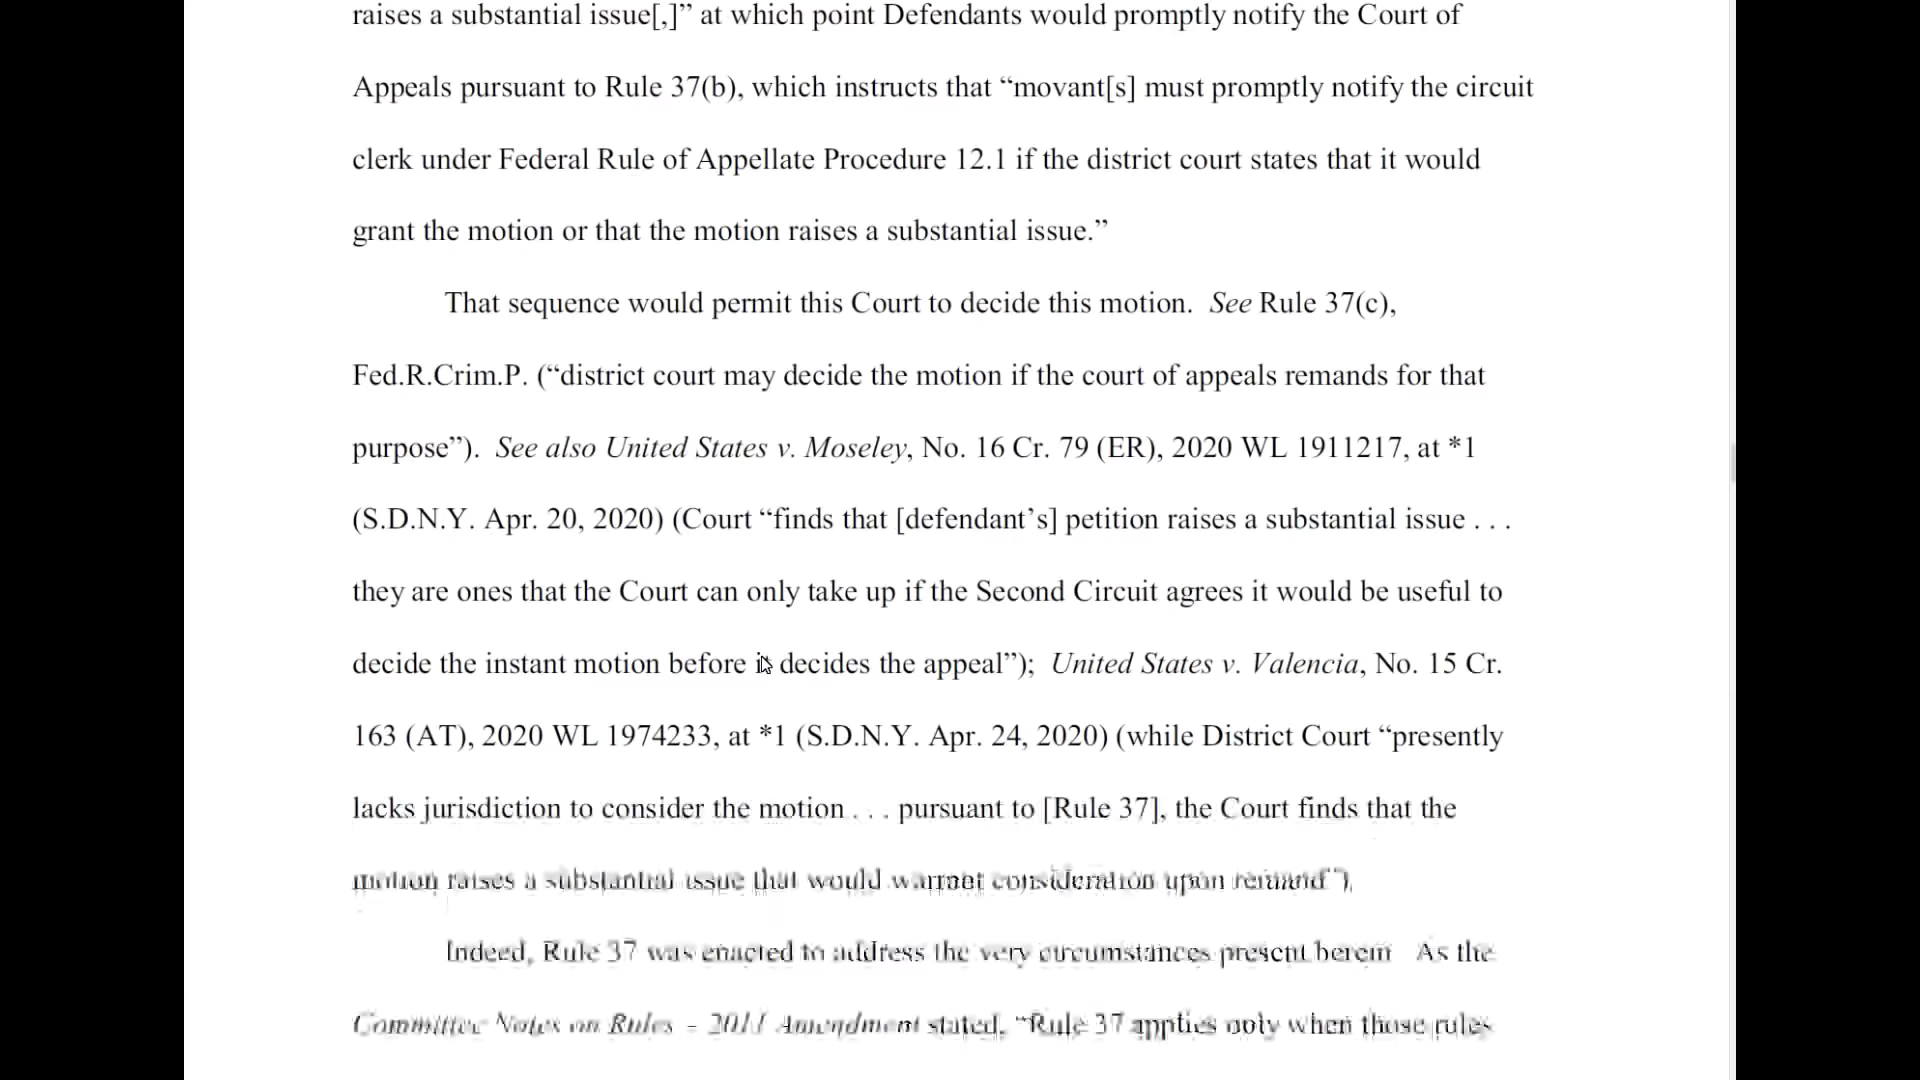 raises a substantial issue[,]” at which point Defendants would promptly notify the Court of
Appeals pursuant to Rule 37(b), which instructs that “movant[s] must promptly notify the circuit
clerk under Federal Rule of Appellate Procedure 12.1 if the district court states that it would
grant the motion or that the motion raises a substantial issue.”
That sequence would permit this Court to decide this motion.  See Rule 37(c),
Fed.R.Crim.P. (“district court may decide the motion if the court of appeals remands for that
purpose”).  See also United States v. Moseley, No. 16 Cr. 79 (ER), 2020 WL 1911217, at *1
(S.D.N.Y. Apr. 20, 2020) (Court “finds that [defendant’s] petition raises a substantial issue . . .
they are ones that the Court can only take up if the Second Circuit agrees it would be useful to
decide the instant motion before it decides the appeal”);  United States v. Valencia, No. 15 Cr.
163 (AT), 2020 WL 1974233, at *1 (S.D.N.Y. Apr. 24, 2020) (while District Court “presently
lacks jurisdiction to consider the motion . . . pursuant to [Rule 37], the Court finds that the
motion raises a substantial issue that would warrant consideration upon remand”).
Indeed, Rule 37 was enacted to address the very circumstances present herein.  As the
Committee Notes on Rules – 2011 Amendment stated, “Rule 37 applies only when those rules